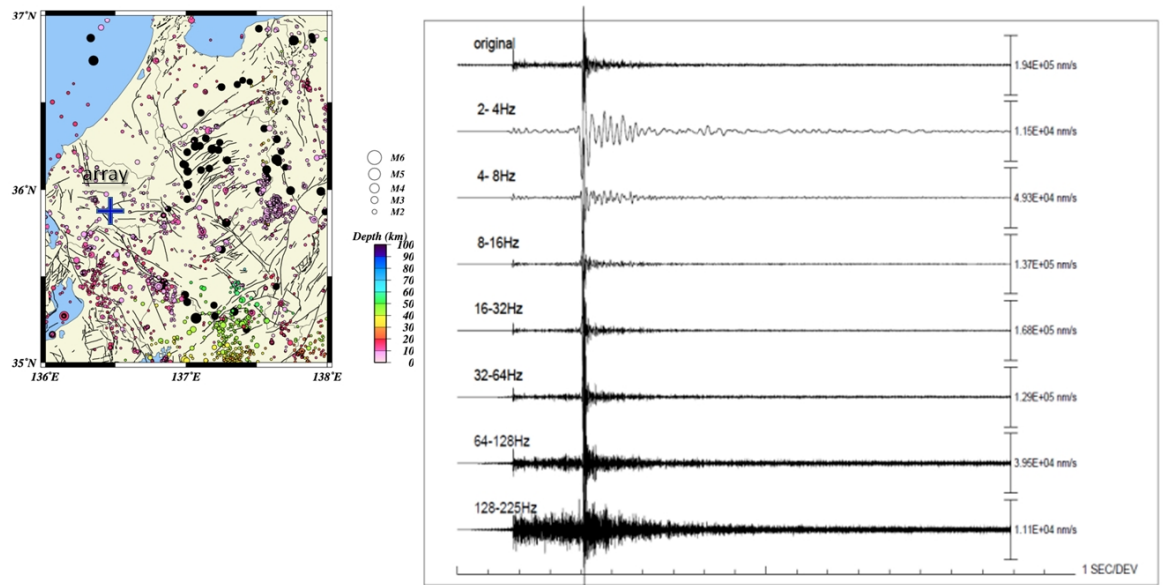 37˚N
36˚N
35˚N
136˚E
137˚E
138˚E
array
M6
M5
M4
M3
M2
Depth (km)
100
90
80
70
60
50
40
30
20
10
0
original
1.94E+05 nm/s
2- 4Hz
1.15E+04 nm/s
4- 8Hz
4.93E+04 nm/s
8-16Hz
1.37E+05 nm/s
16-32Hz
1.68E+05 nm/s
32-64Hz
1.29E+05 nm/s
64-128Hz
3.95E+04 nm/s
128-225Hz
1.11E+04 nm/s
1 SEC/DEV